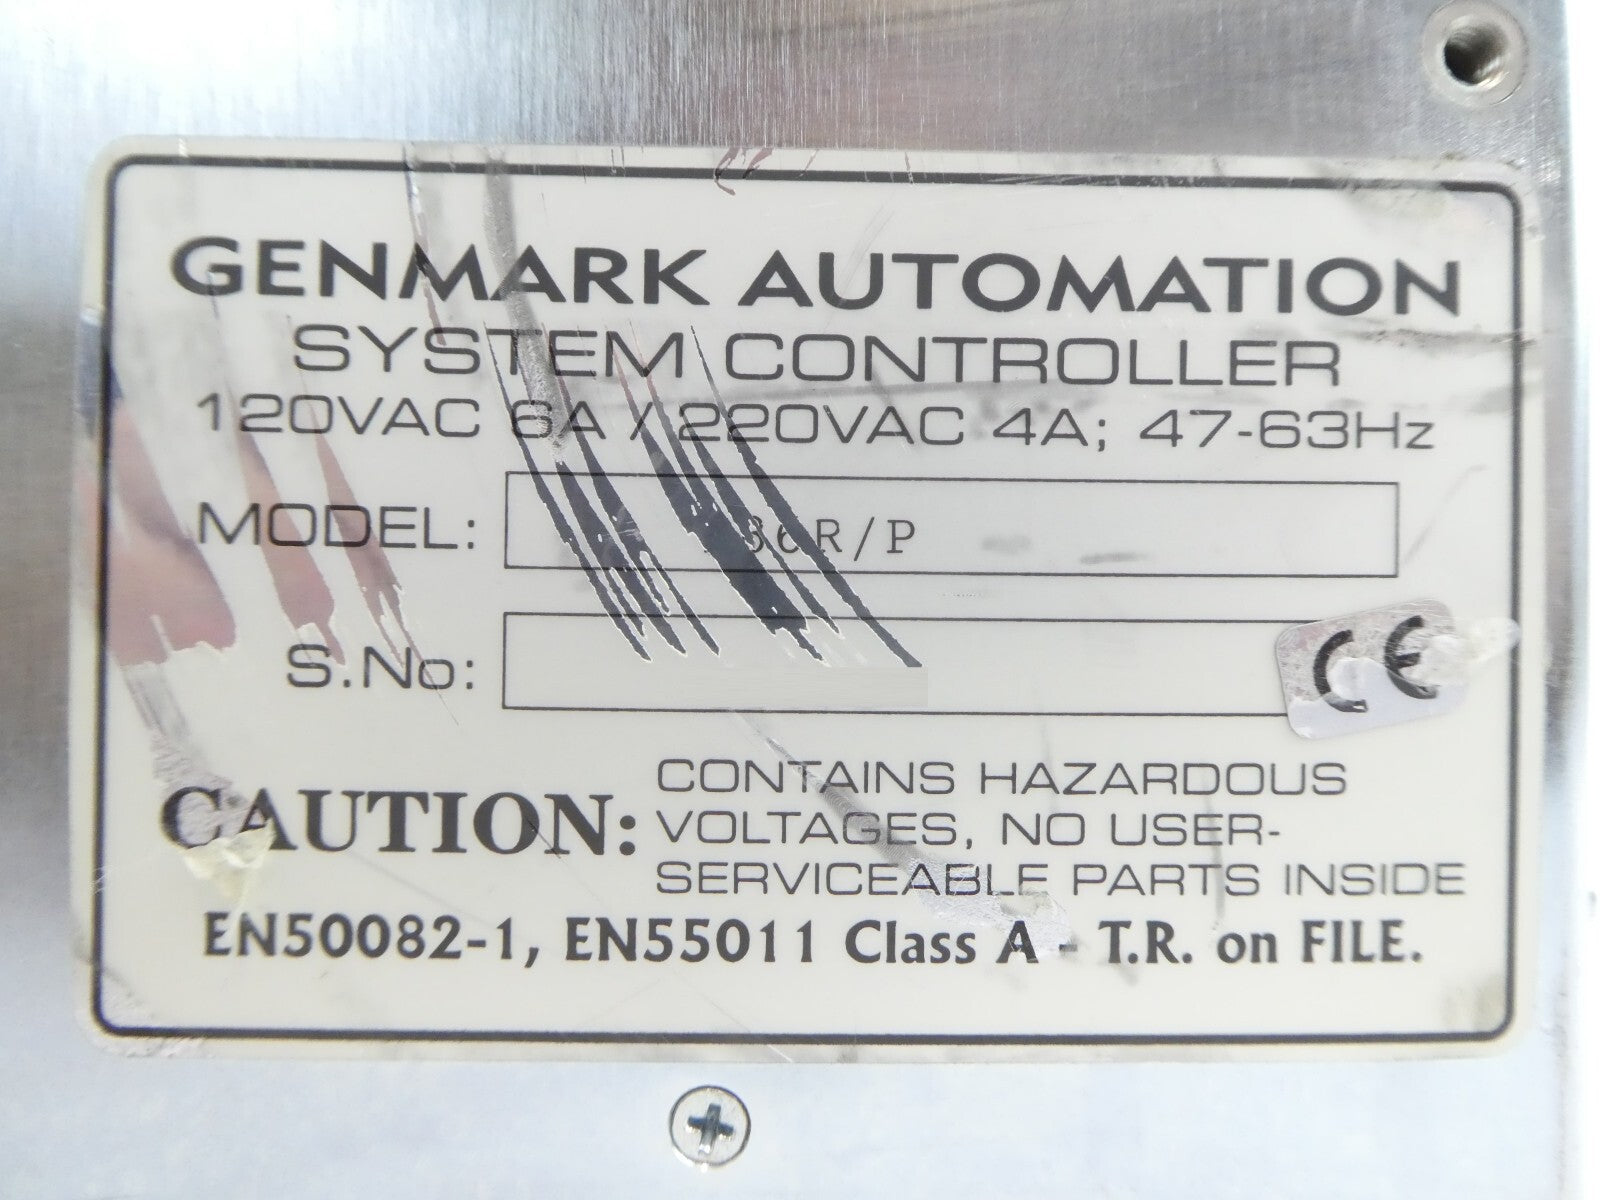 GENMARK AUTOMATION
SYSTEM CONTROLLER
120VAC 6A / 220VAC 4A; 47-63Hz
MODEL: 36R/P
S.No:
CE
CAUTION: CONTAINS HAZARDOUS
VOLTAGES, NO USER-
SERVICEABLE PARTS INSIDE
EN50082-1, EN55011 Class A - T.R. on FILE.